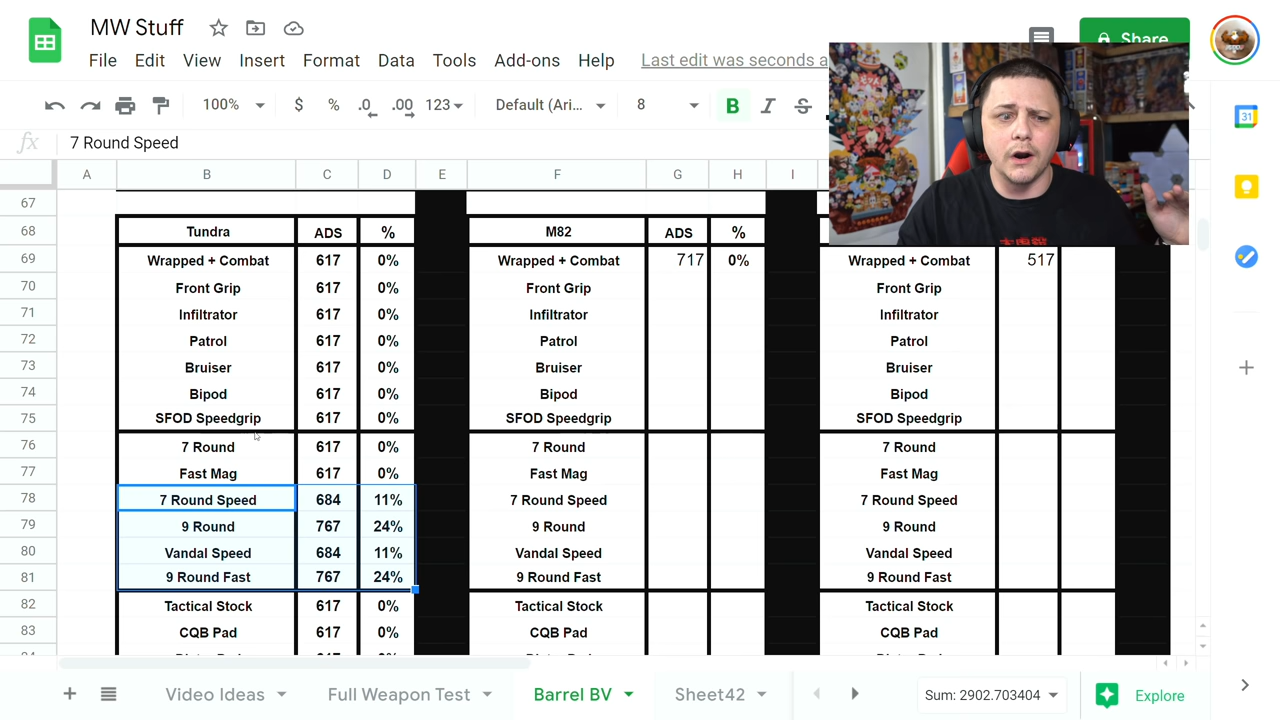 MW Stuff
Share
File Edit View Insert Format Data Tools Add-ons Help Last edit was seconds a
100% $ % .0 .00 123 Default (Ari... 8 B I S
fx 7 Round Speed
A B C D E F G H I
67
68 Tundra ADS % M82 ADS %
69 Wrapped + Combat 617 0% Wrapped + Combat 717 0% Wrapped + Combat 517
70 Front Grip 617 0% Front Grip Front Grip
71 Infiltrator 617 0% Infiltrator Infiltrator
72 Patrol 617 0% Patrol Patrol
73 Bruiser 617 0% Bruiser Bruiser
74 Bipod 617 0% Bipod Bipod
75 SFOD Speedgrip 617 0% SFOD Speedgrip SFOD Speedgrip
76 7 Round 617 0% 7 Round 7 Round
77 Fast Mag 617 0% Fast Mag Fast Mag
78 7 Round Speed 684 11% 7 Round Speed 7 Round Speed
79 9 Round 767 24% 9 Round 9 Round
80 Vandal Speed 684 11% Vandal Speed Vandal Speed
81 9 Round Fast 767 24% 9 Round Fast 9 Round Fast
82 Tactical Stock 617 0% Tactical Stock Tactical Stock
83 CQB Pad 617 0% CQB Pad CQB Pad
31
Video Ideas Full Weapon Test Barrel BV Sheet42 Sum: 2902.703404 Explore